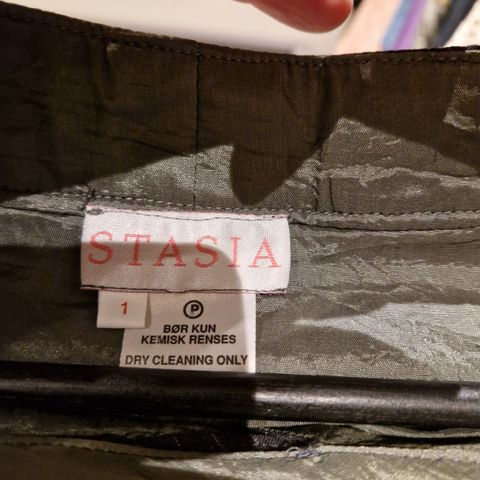 STASIA
1
P
BØR KUN
KEMISK RENSES
DRY CLEANING ONLY